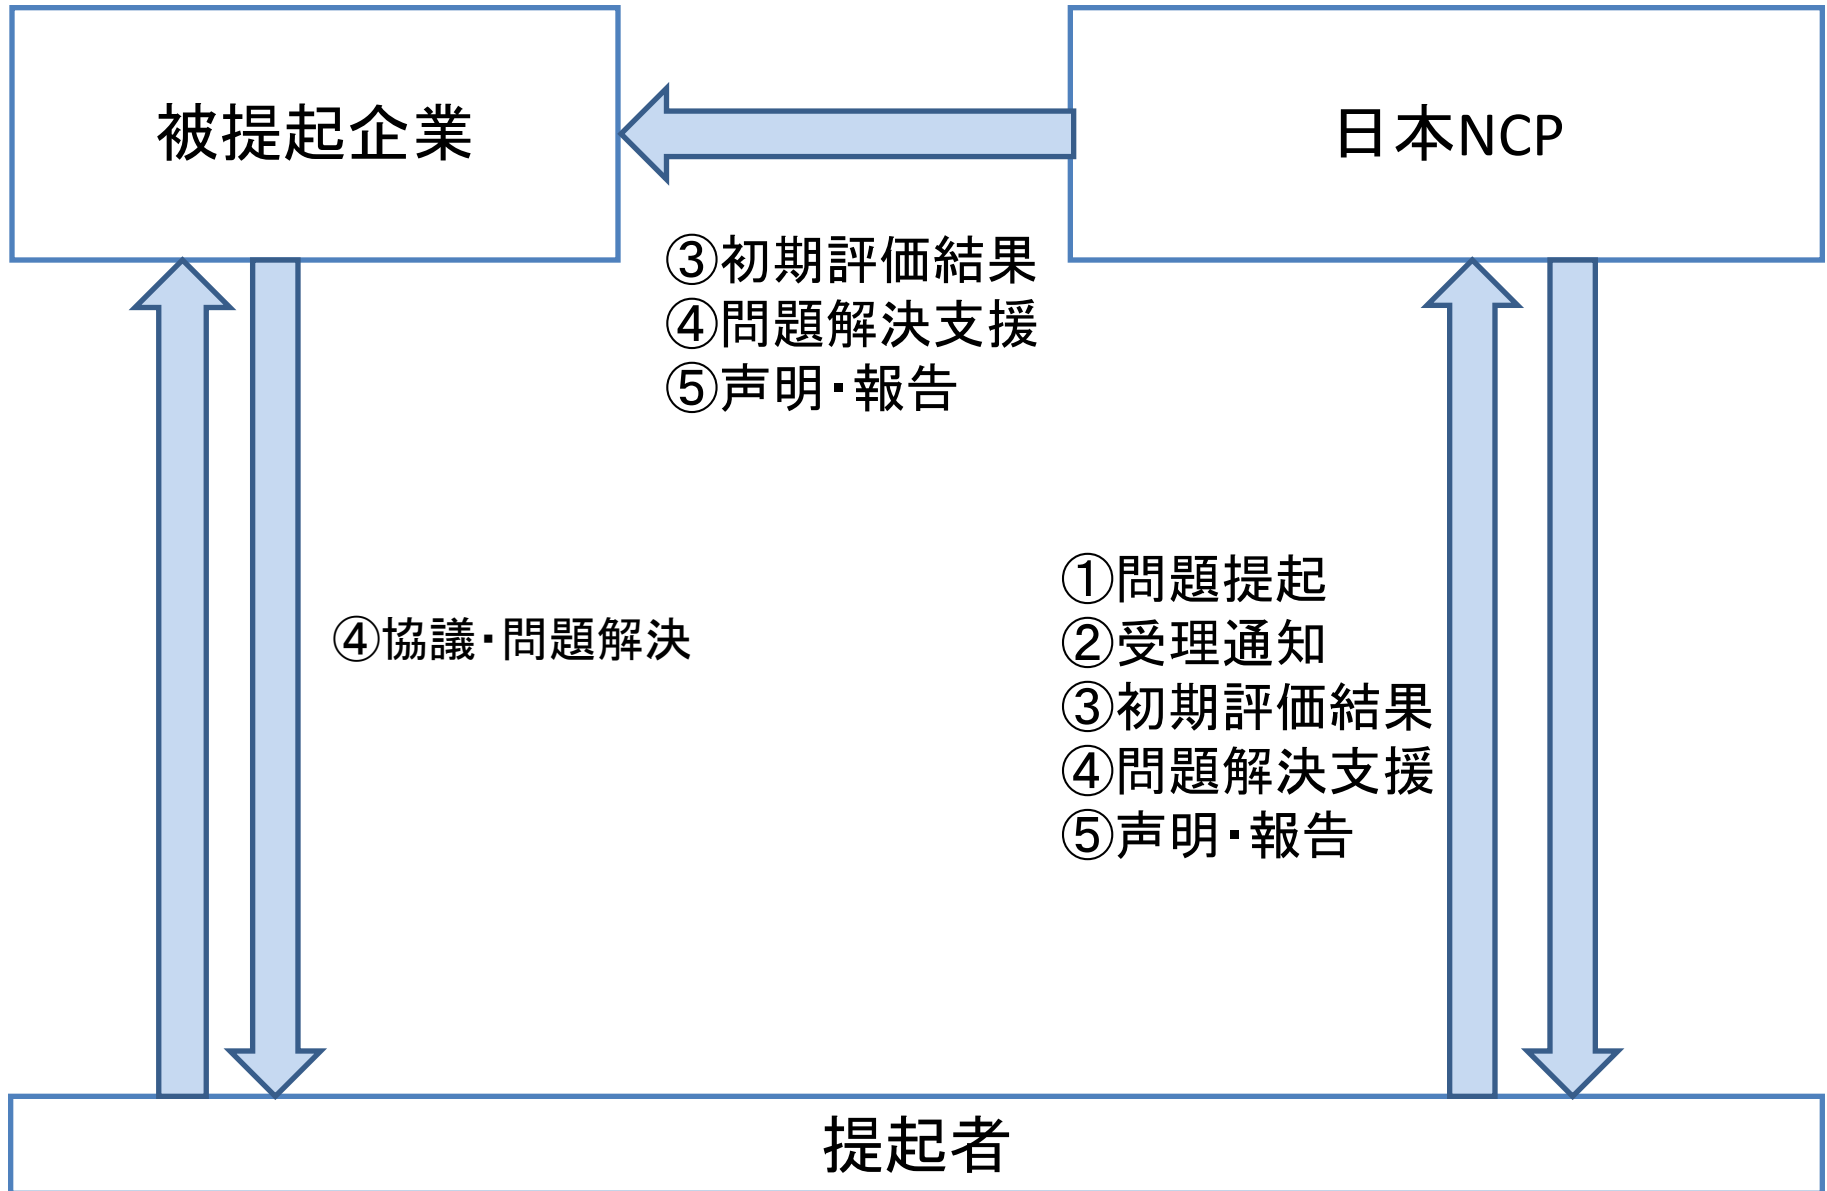 被提起企業
日本NCP
③初期評価結果
④問題解決支援
⑤声明・報告
①問題提起
②受理通知
③初期評価結果
④問題解決支援
⑤声明・報告
④協議・問題解決
提起者